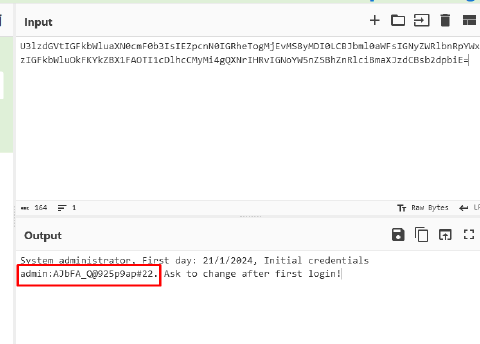 Input
U3lzdGVtIGFkbWluaXN0cmF0b3IsIEZpcnN0IGRheTogMjEvMS8yMDI0LCBJbml0aWFsIGNyZWRlbnRpYWx
zIGFkbWluOkFKYkZBX1FAOTI1cDlhcCMyMi4gQXNrIHRvIGNoYW5nZSBhZnRlciBmaXJzdCBsb2dpbiE=
164 1 Raw Bytes
Output
System administrator, First day: 21/1/2024, Initial credentials
admin:AJbFA_Q@925p9ap#22. Ask to change after first login!